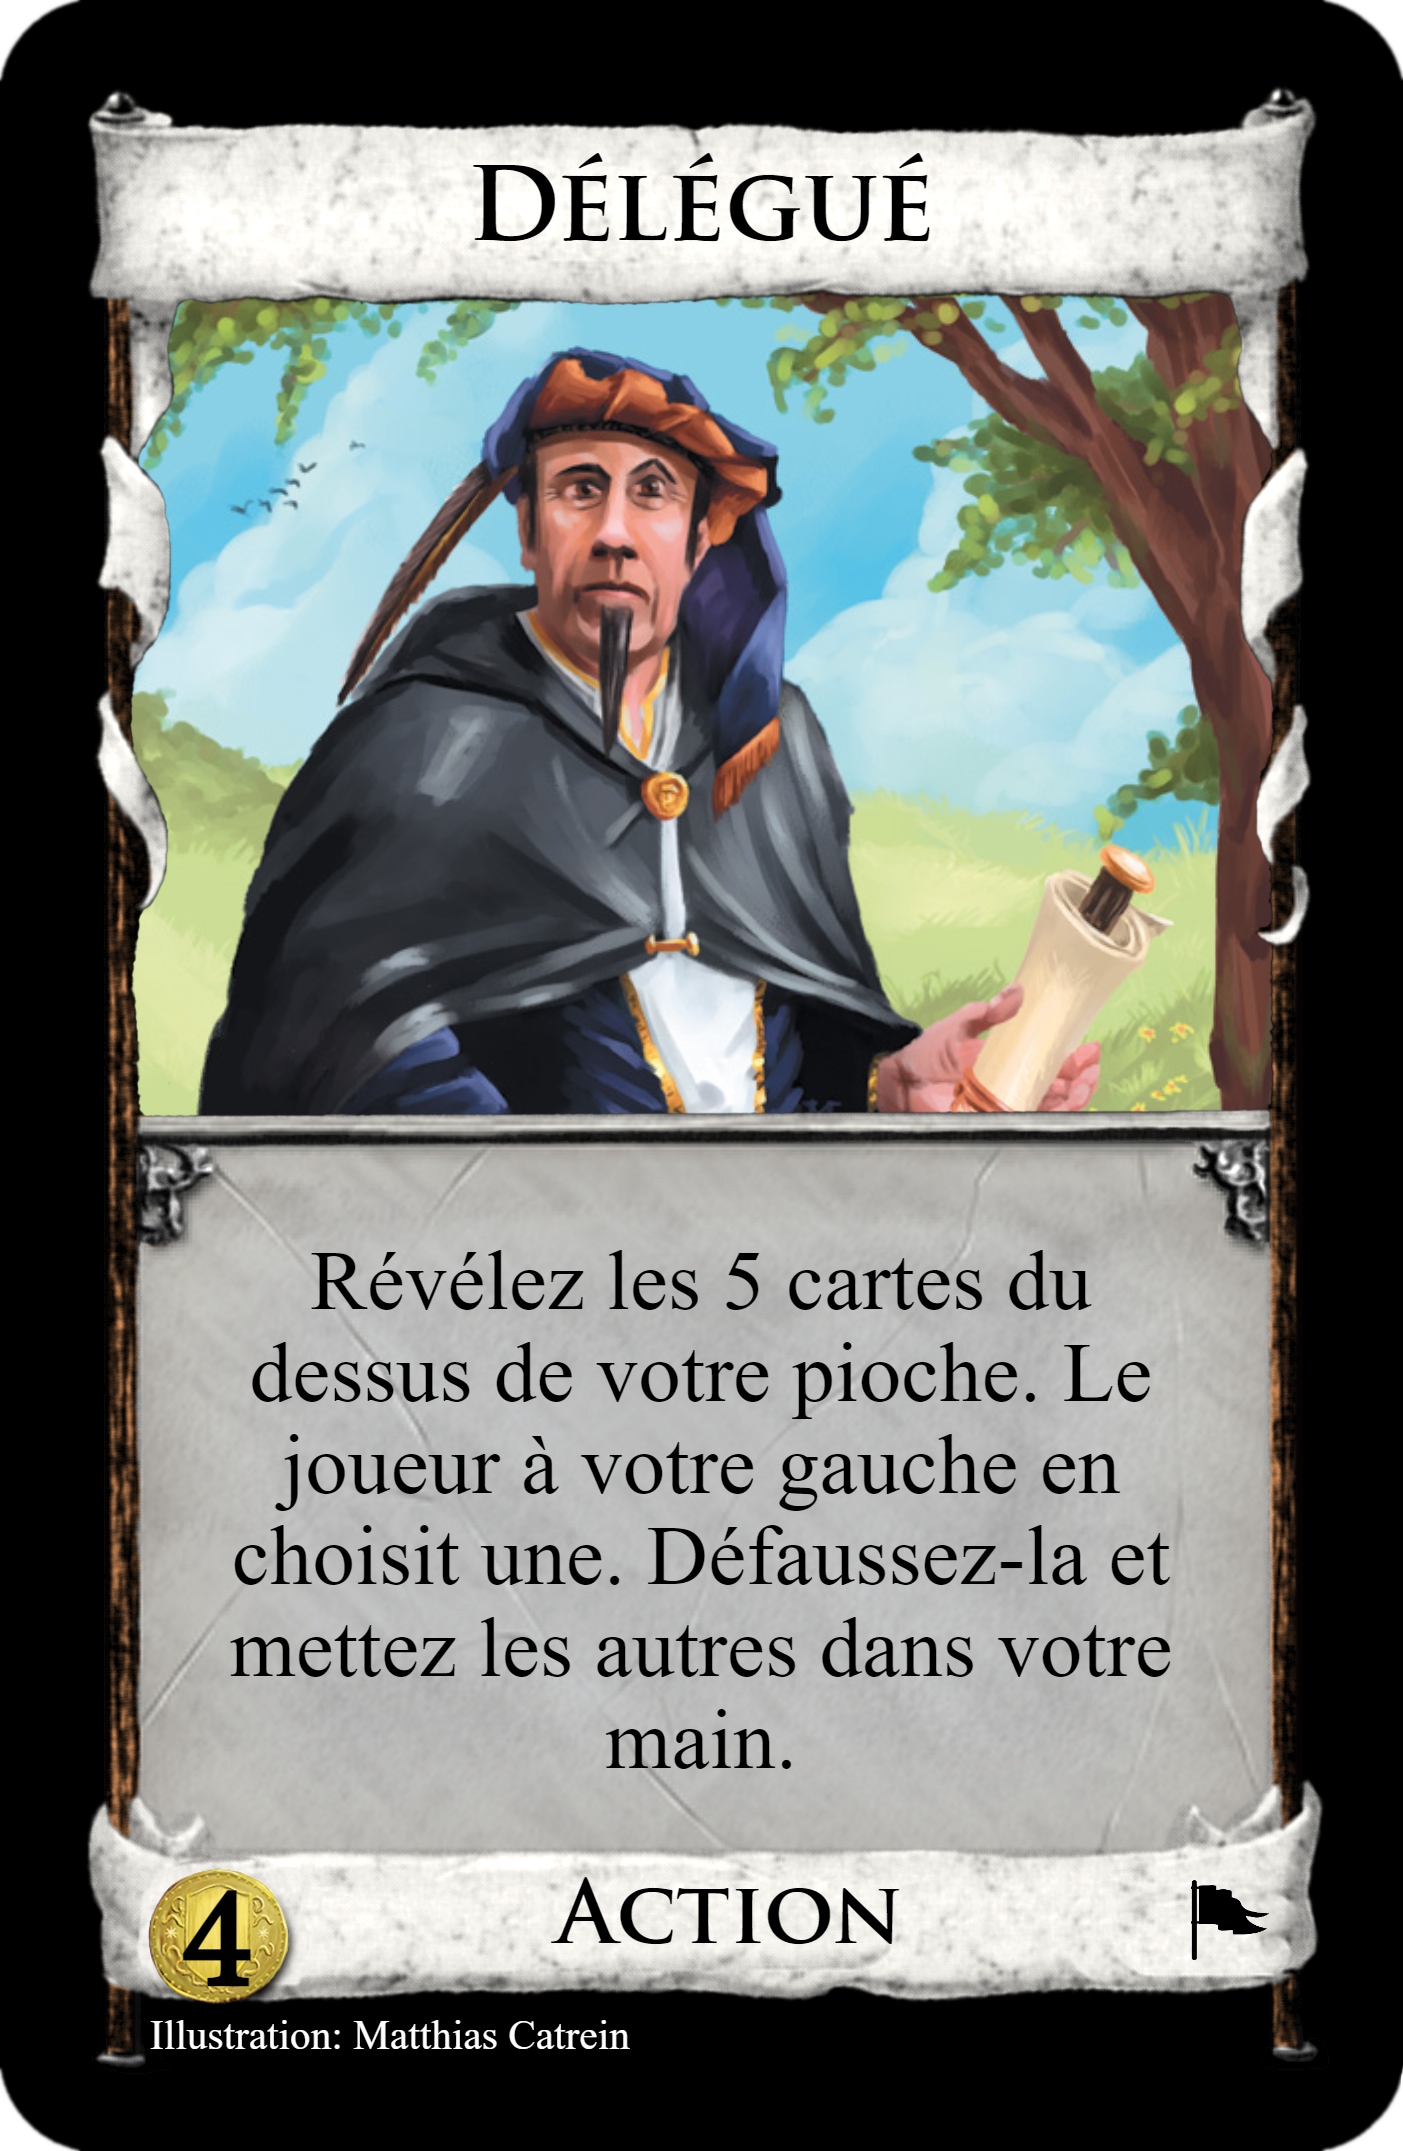 DÉLÉGUÉ
Révélez les 5 cartes du
dessus de votre pioche. Le
joueur à votre gauche en
choisit une. Défaussez-la et
mettez les autres dans votre
main.
4
ACTION
Illustration: Matthias Catrein